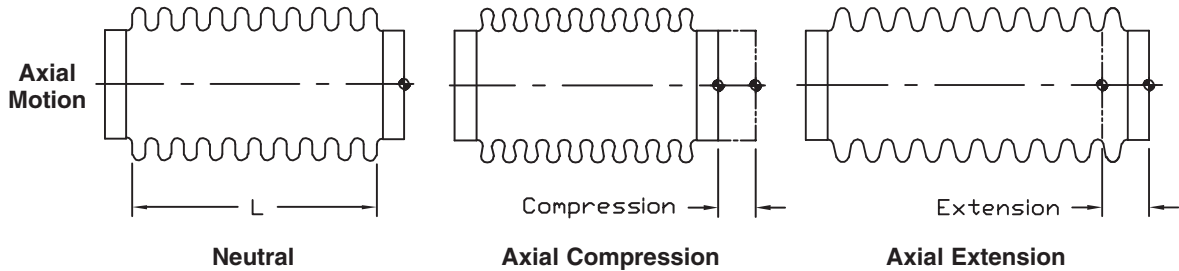 Axial
Motion
L
Compression
Extension
Neutral
Axial Compression
Axial Extension